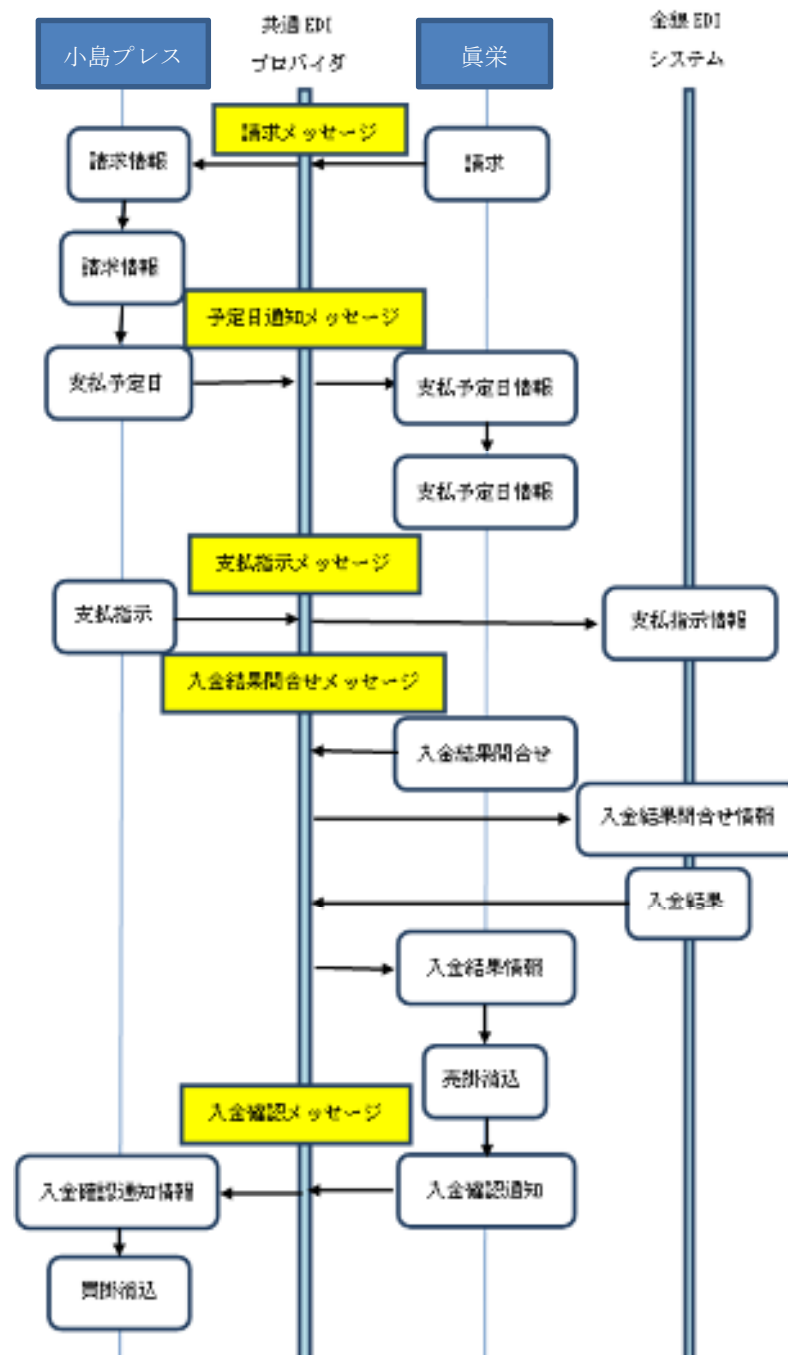 小島プレス
共通EDI
プロバイダ
眞栄
全銀EDI
システム
請求メッセージ
請求情報
請求
請求情報
予定日通知メッセージ
支払予定日
支払予定日情報
支払予定日情報
支払指示メッセージ
支払指示
支払指示情報
入金結果問合せメッセージ
入金結果問合せ
入金結果問合せ情報
入金結果
入金結果情報
売掛消込
入金確認メッセージ
入金確認通知情報
入金確認通知
買掛消込